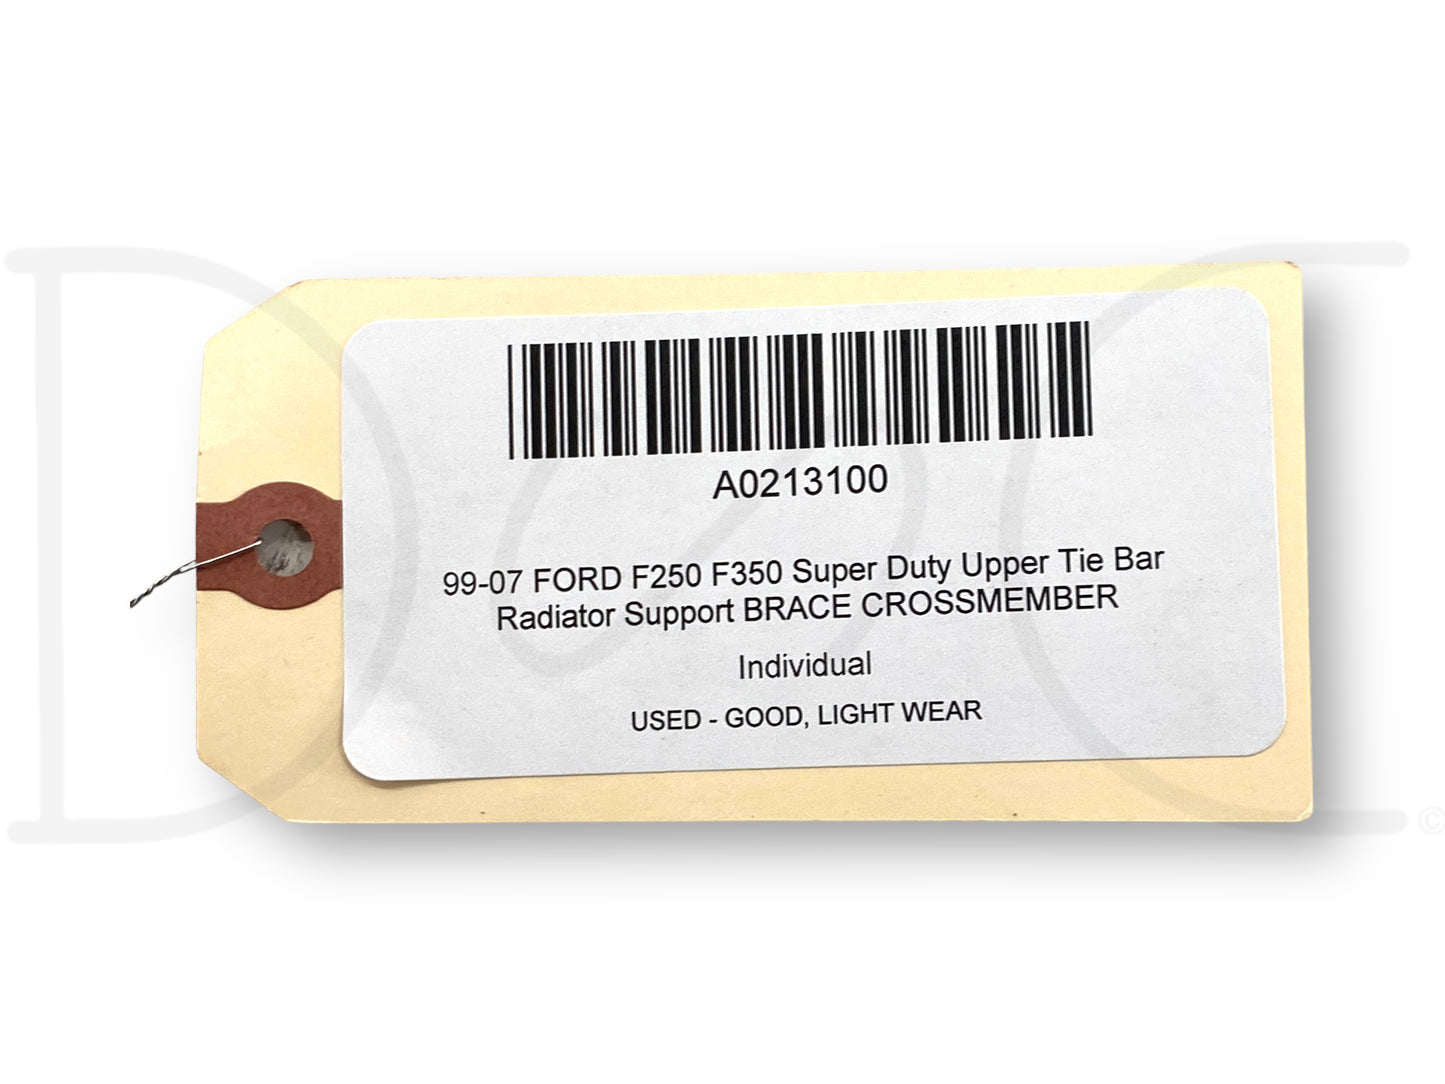 A0213100
99-07 FORD F250 F350 Super Duty Upper Tie Bar
Radiator Support BRACE CROSSMEMBER
Individual
USED - GOOD, LIGHT WEAR
©